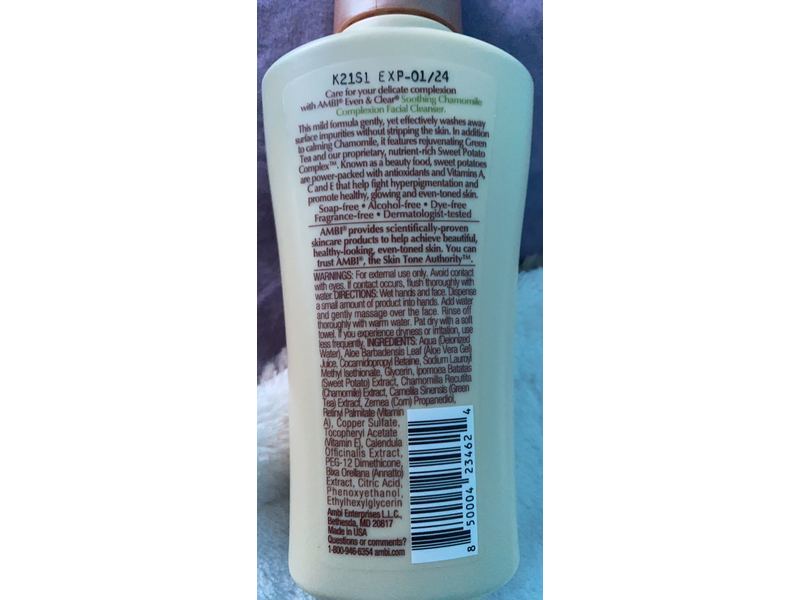 K21S1 EXP-01/24
Care for your delicate complexion
with AMBI® Even & Clear® Soothing Chamomile
Complexion Facial Cleanser.
This mild formula gently, yet effectively washes away
surface impurities without stripping the skin. In addition
to calming Chamomile, it features rejuvenating Green
Tea and our proprietary, nutrient-rich Sweet Potato
Complex™. Known as a beauty food, sweet potatoes
are power-packed with antioxidants and Vitamins A,
C and E that help fight hyperpigmentation and
promote healthy, glowing and even-toned skin.
Soap-free • Alcohol-free • Dye-free
Fragrance-free • Dermatologist-tested
AMBI® provides scientifically-proven
skincare products to help achieve beautiful,
healthy-looking, even-toned skin. You can
trust AMBI®, the Skin Tone Authority™.
WARNINGS: For external use only. Avoid contact
with eyes. If contact occurs, flush thoroughly with
water. DIRECTIONS: Wet hands and face. Dispense
a small amount of product into hands. Add water
and gently massage over the face. Rinse off
thoroughly with warm water. Pat dry with a soft
towel. If you experience dryness or irritation, use
less frequently. INGREDIENTS: Aqua (Deionized
Water), Aloe Barbadensis Leaf (Aloe Vera Gel)
Juice, Cocamidopropyl Betaine, Sodium Lauroyl
Methyl Isethionate, Glycerin, Ipomoea Batatas
(Sweet Potato) Extract, Chamomilla Recutita
(Chamomile) Extract, Camellia Sinensis (Green
Tea) Extract, Zemea (Corn) Propanediol,
Retinyl Palmitate (Vitamin
A), Copper Sulfate,
Tocopheryl Acetate
(Vitamin E), Calendula
Officinalis Extract,
PEG-12 Dimethicone,
Bixa Orellana (Annatto)
Extract, Citric Acid,
Phenoxyethanol,
Ethylhexylglycerin
Ambi Enterprises L.L.C.,
Bethesda, MD 20817
Made in USA
Questions or comments?
1-800-946-6354 ambi.com
8 50004 23462 4